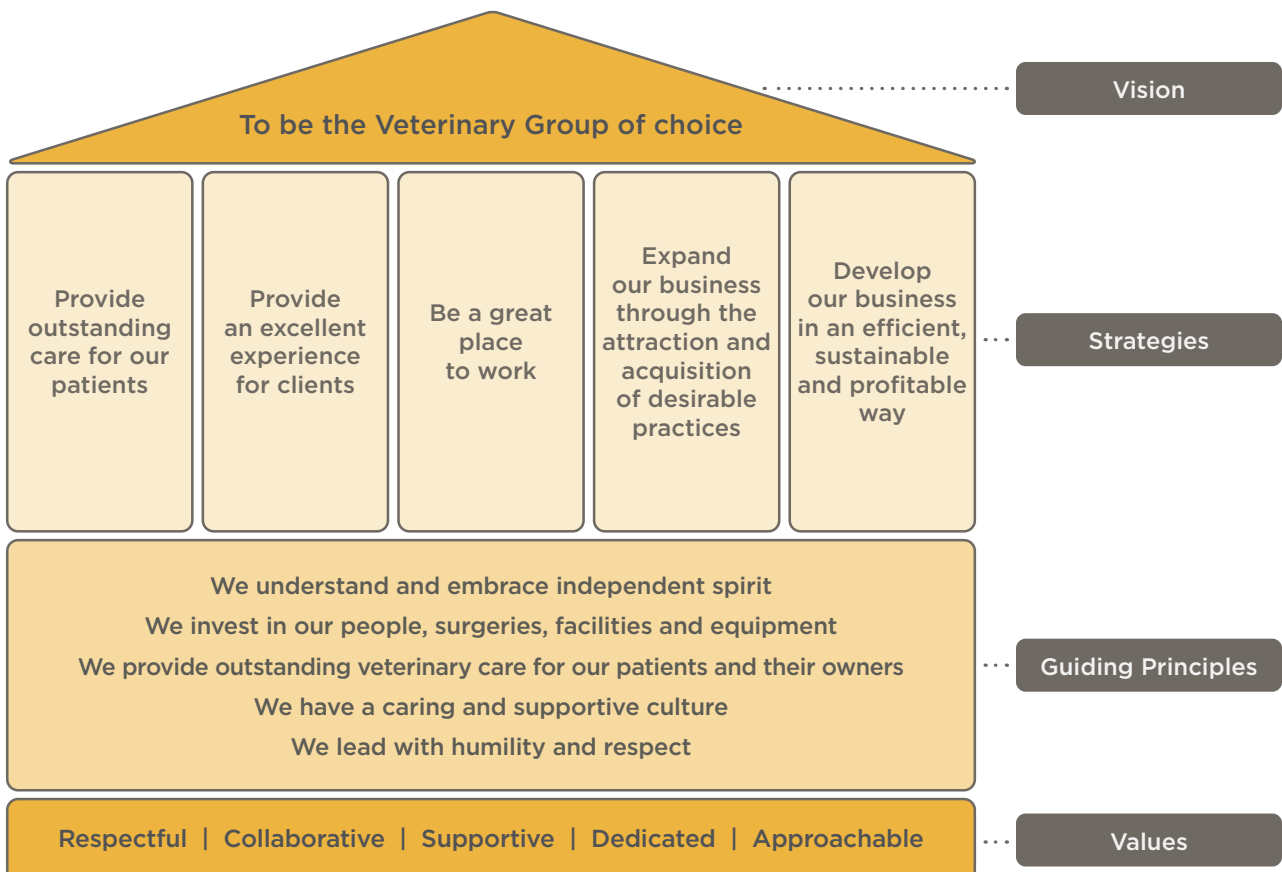 To be the Veterinary Group of choice
Vision
Provide
outstanding
care for our
patients
Provide
an excellent
experience
for clients
Be a great
place
to work
Expand
our business
through the
attraction and
acquisition
of desirable
practices
Develop
our business
in an efficient,
sustainable
and profitable
way
Strategies
We understand and embrace independent spirit
We invest in our people, surgeries, facilities and equipment
We provide outstanding veterinary care for our patients and their owners
We have a caring and supportive culture
We lead with humility and respect
Guiding Principles
Respectful | Collaborative | Supportive | Dedicated | Approachable
Values